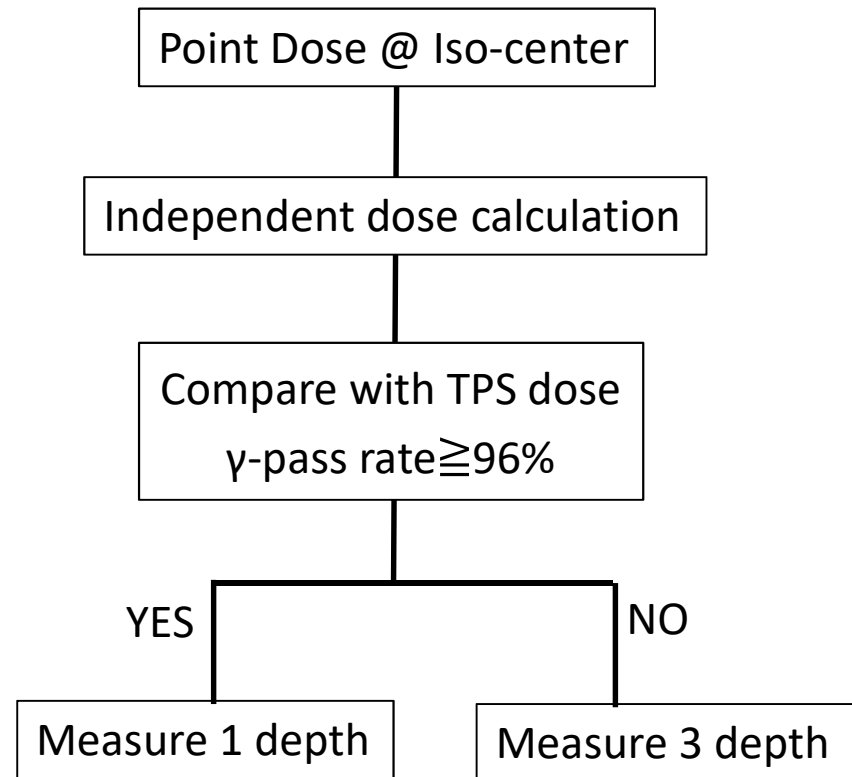 Point Dose @ Iso-center
Independent dose calculation
Compare with TPS dose
γ-pass rate≧96%
YES
NO
Measure 1 depth
Measure 3 depth